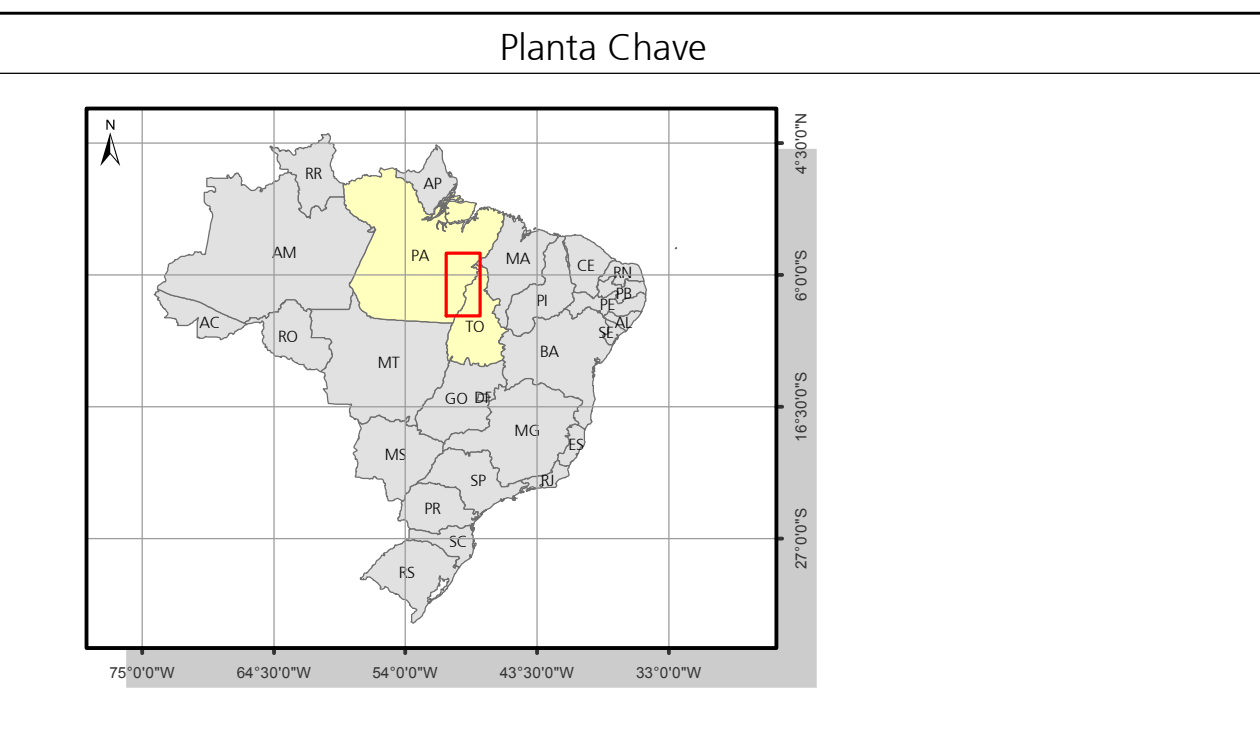 Planta Chave
N
4°30'0"N
RR
AP
AM
PA
MA
CE
6°0'0"S
RN
PB
PI
PE
AC
TO
AL
RO
SE
BA
MT
GO
DF
16°30'0"S
MG
ES
MS
SP
RJ
PR
27°0'0"S
SC
RS
75°0'0"W 64°30'0"W 54°0'0"W 43°30'0"W 33°0'0"W